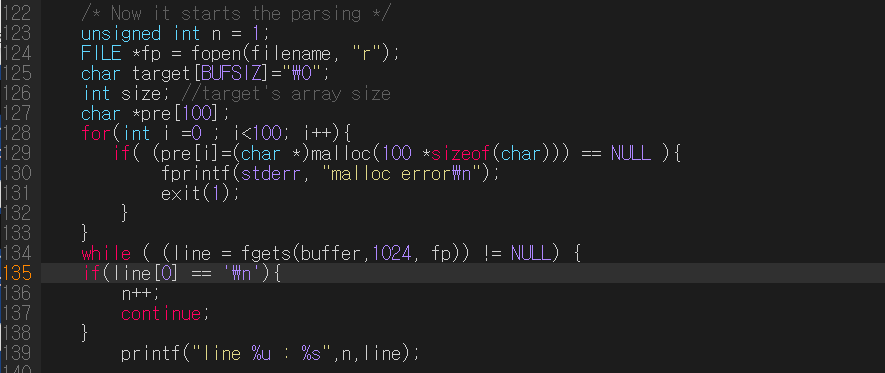 122 /* Now it starts the parsing */
123 unsigned int n = 1;
124 FILE *fp = fopen(filename, "r");
125 char target[BUFSIZ]="₩0";
126 int size; //target's array size
127 char *pre[100];
128 for(int i =0 ; i<100; i++){
129 if( (pre[i]=(char *)malloc(100 *sizeof(char))) == NULL ){
130 fprintf(stderr, "malloc error₩n");
131 exit(1);
132 }
133 }
134 while ( (line = fgets(buffer,1024, fp)) != NULL) {
135 if(line[0] == '₩n'){
136 n++;
137 continue;
138 }
139 printf("line %u : %s",n,line);
140